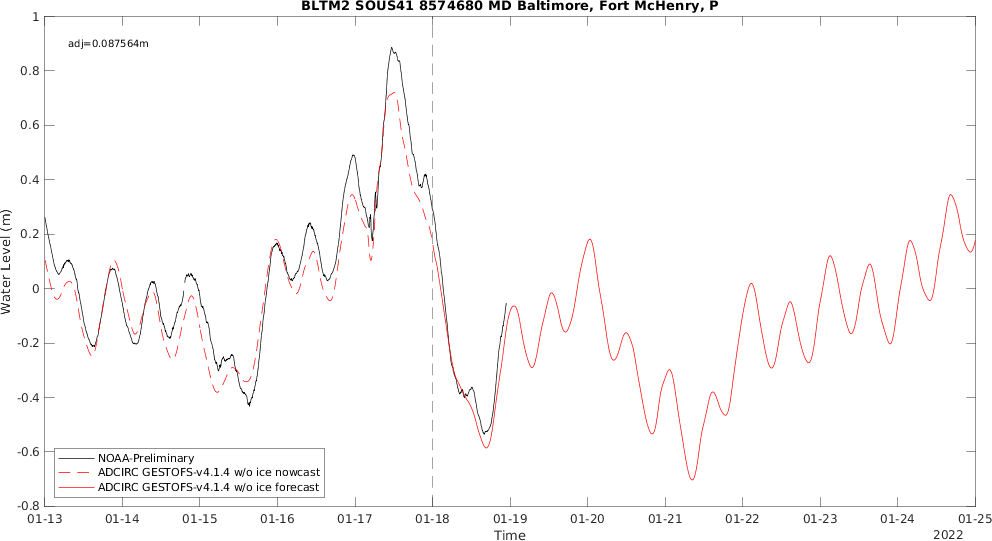 BLTM2 SOUS41 8574680 MD Baltimore, Fort McHenry, P
adj=0.087564m
1
0.8
0.6
0.4
0.2
0
-0.2
-0.4
-0.6
-0.8
Water Level (m)
NOAA-Preliminary
ADCIRC GESTOFS-v4.1.4 w/o ice nowcast
ADCIRC GESTOFS-v4.1.4 w/o ice forecast
01-13 01-14 01-15 01-16 01-17 01-18 01-19 01-20 01-21 01-22 01-23 01-24 01-25
Time
2022